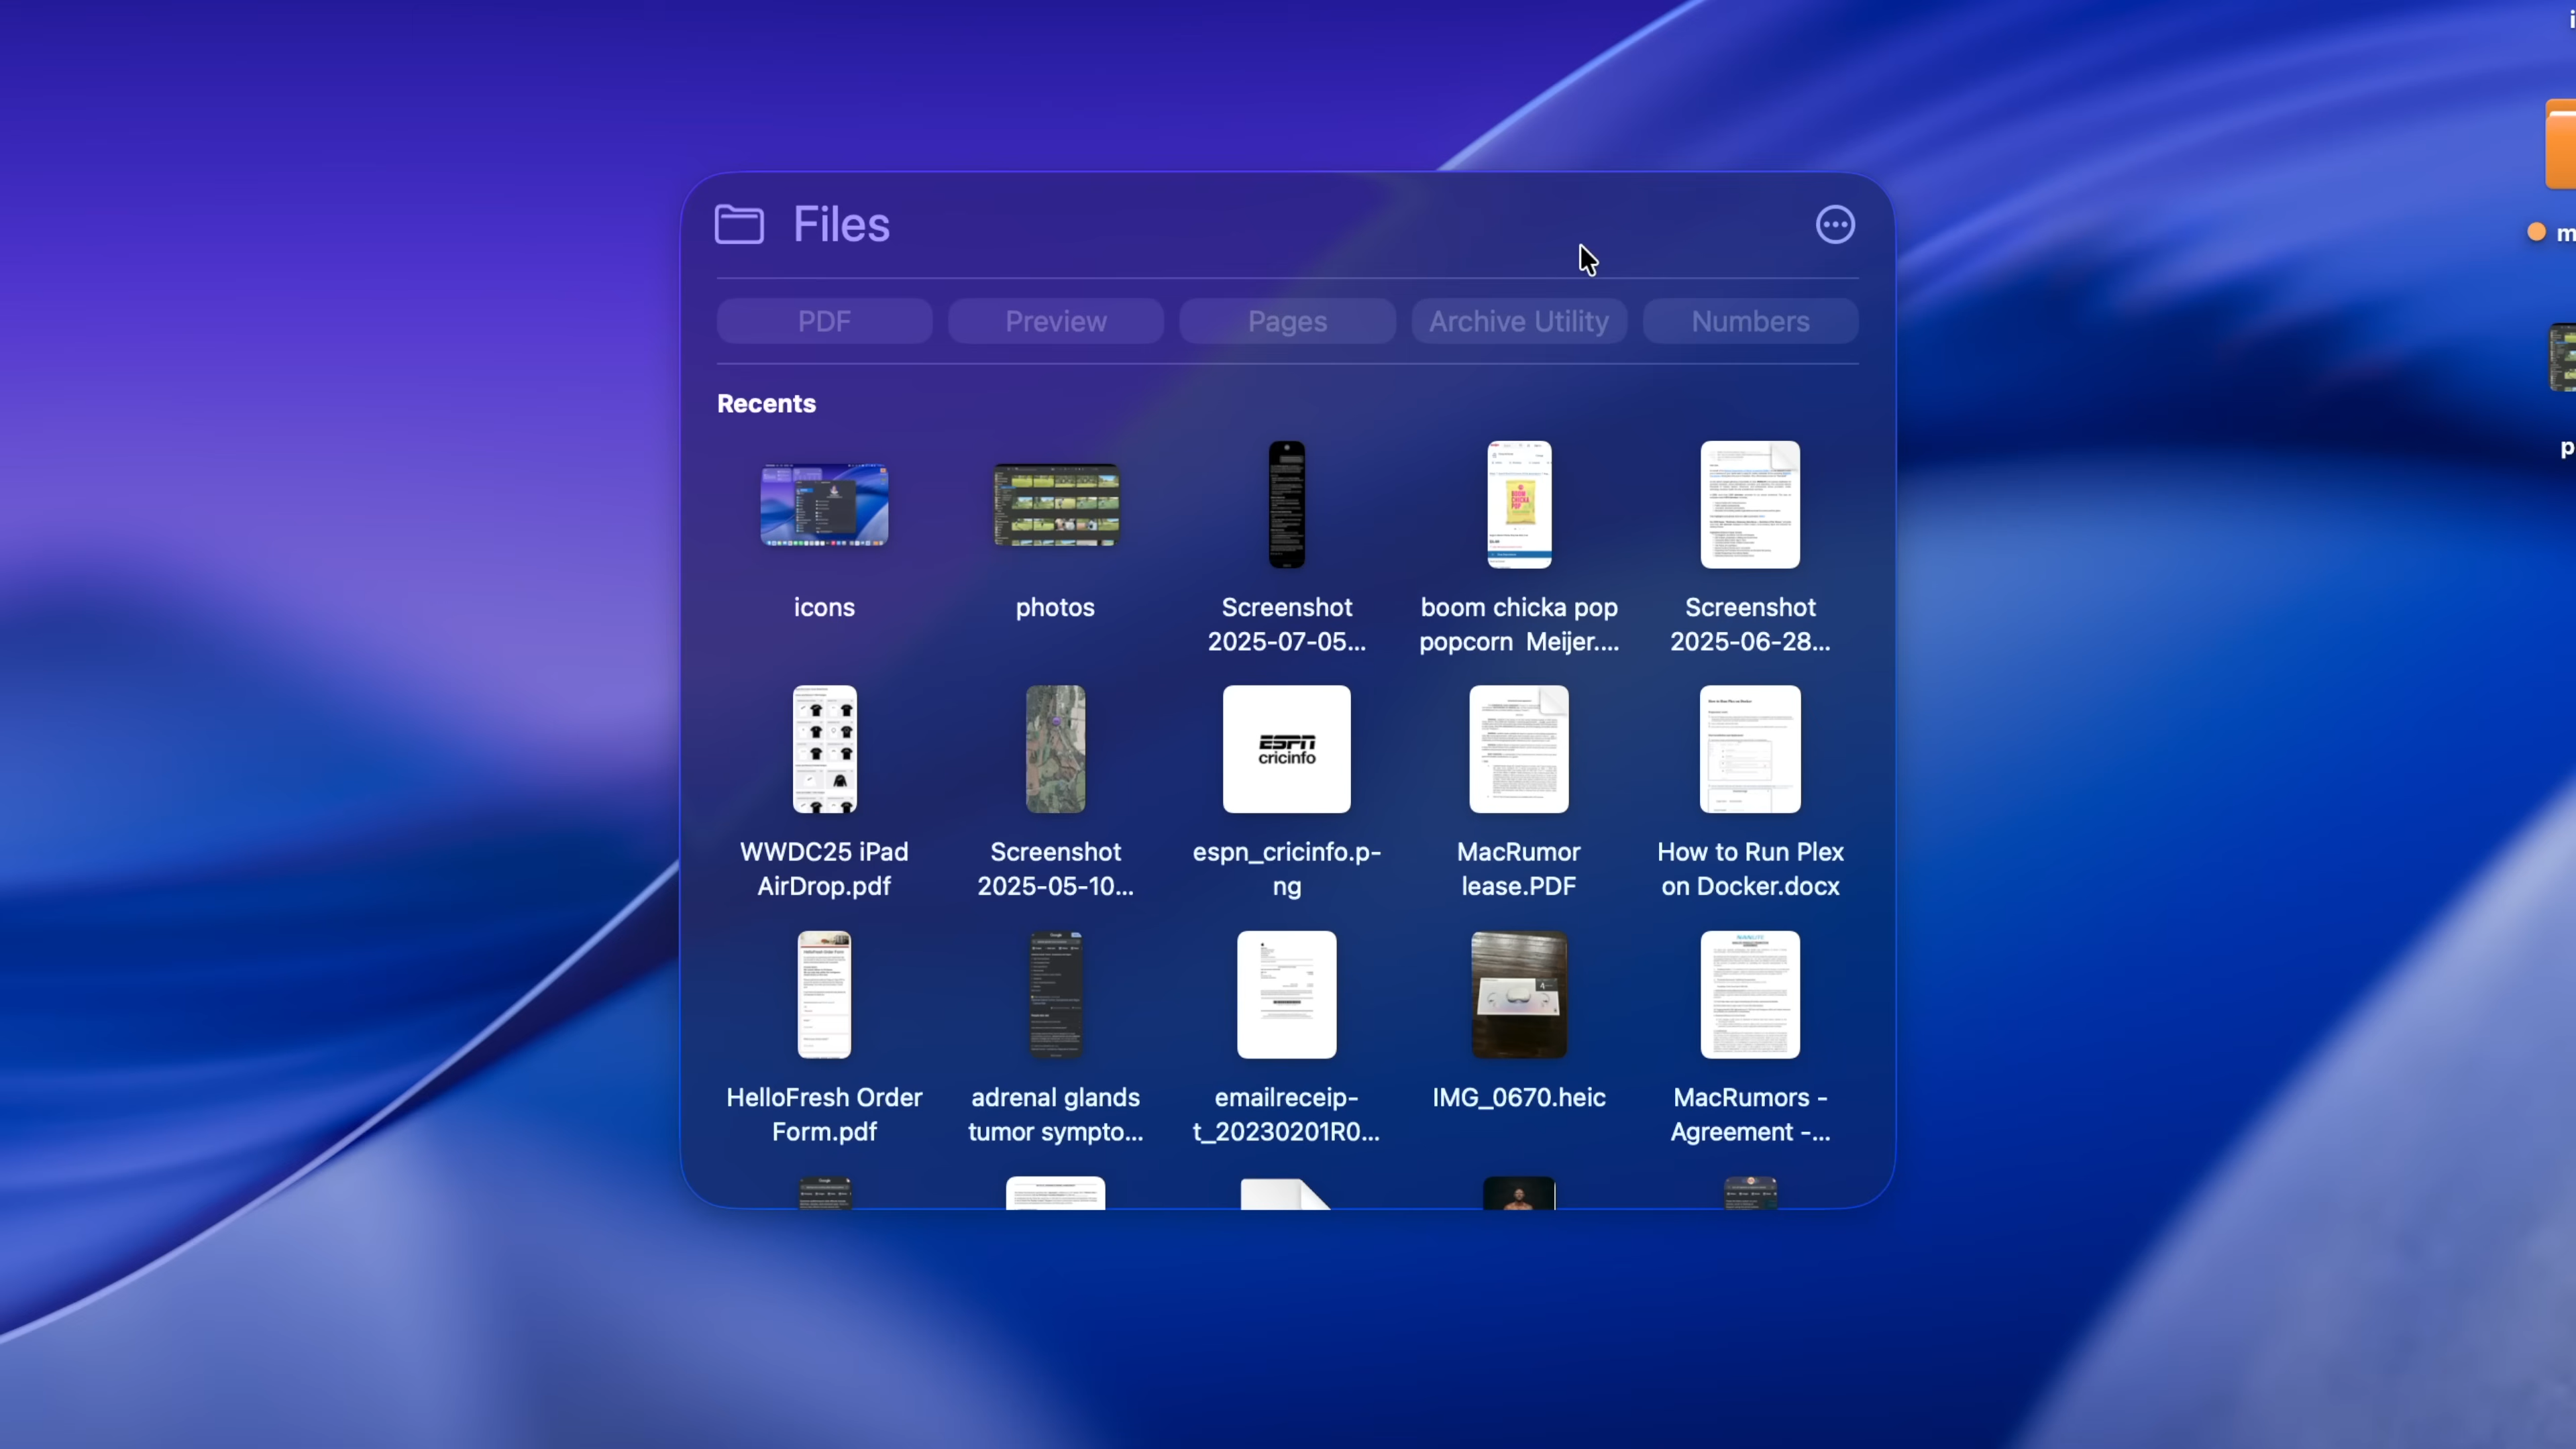 Files
PDF
Preview
Pages
Archive Utility
Numbers
Recents
icons
photos
Screenshot
2025-07-05...
boom chicka pop
popcorn  Meijer....
Screenshot
2025-06-28...
WWDC25 iPad
AirDrop.pdf
Screenshot
2025-05-10...
ESPN
cricinfo
espn_cricinfo.p-
ng
MacRumor
lease.PDF
How to Run Plex
on Docker.docx
HelloFresh Order
Form.pdf
adrenal glands
tumor sympto...
emailreceip-
t_20230201R0...
IMG_0670.heic
MacRumors -
Agreement -...